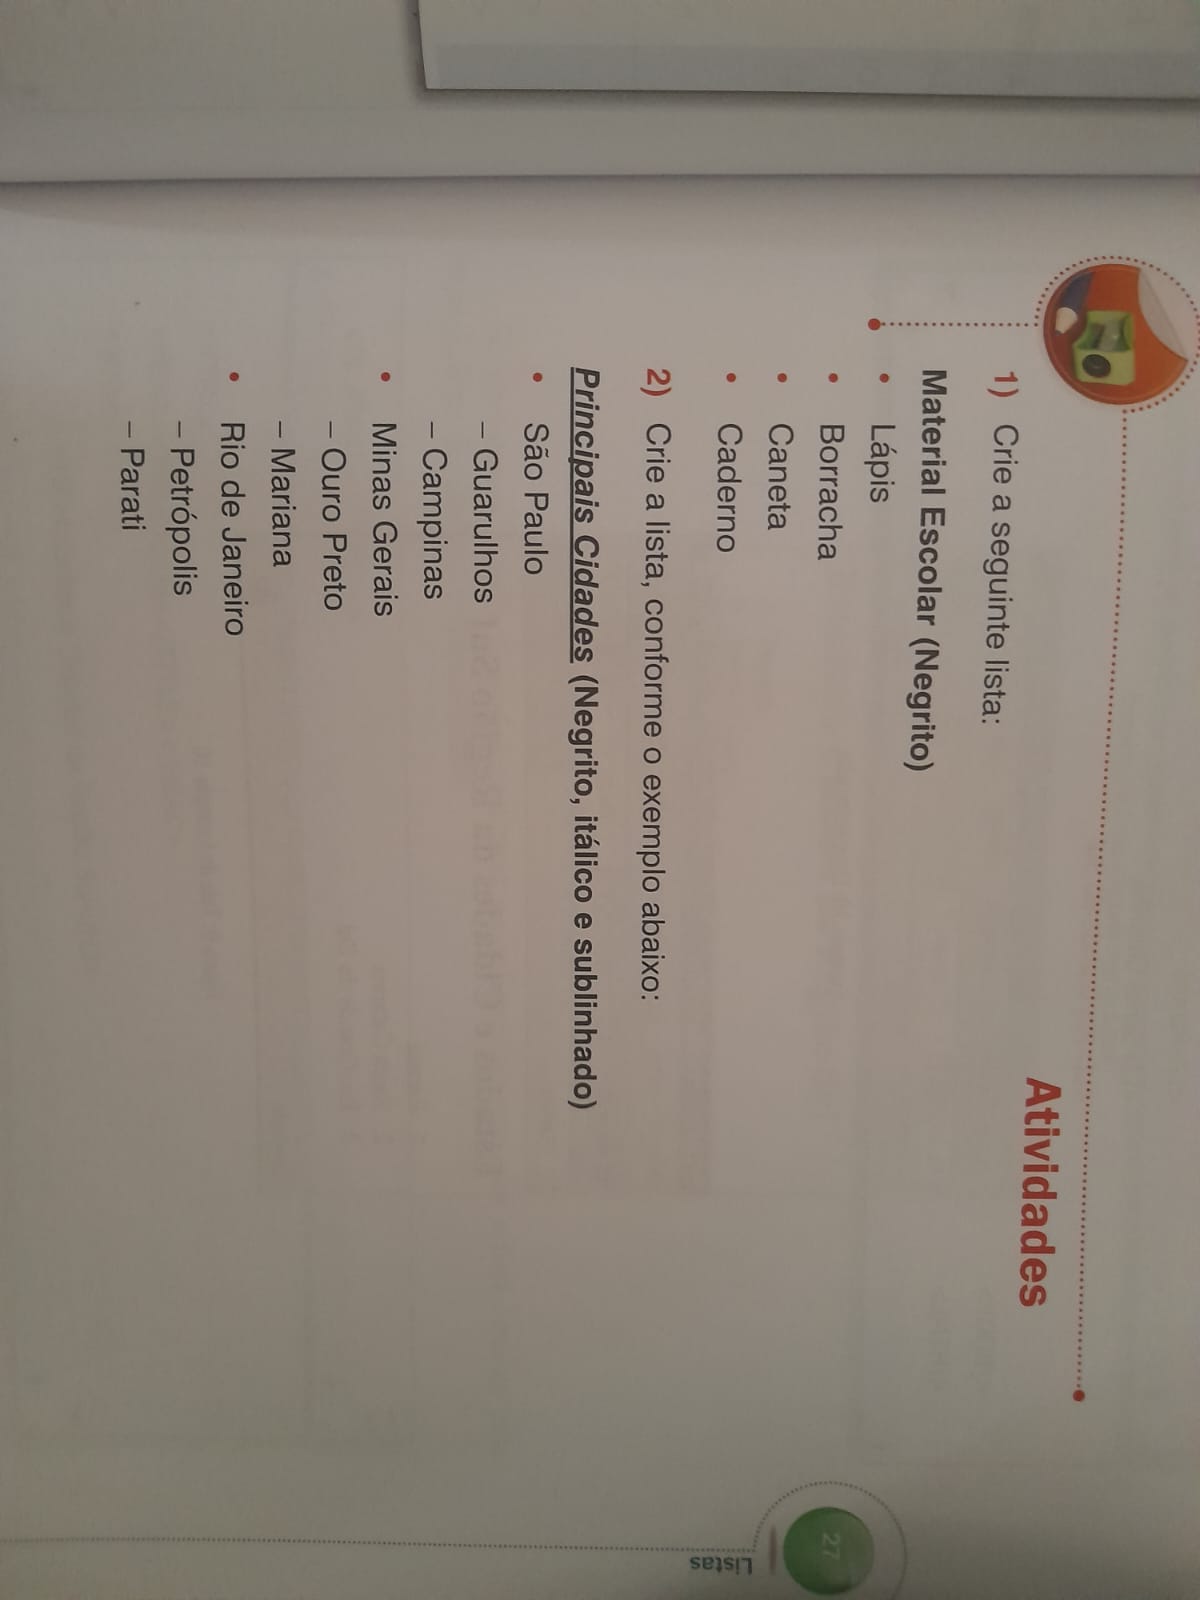 Atividades
1) Crie a seguinte lista:
Material Escolar (Negrito)
• Lápis
• Borracha
• Caneta
• Caderno
2) Crie a lista, conforme o exemplo abaixo:
Principais Cidades (Negrito, itálico e sublinhado)
• São Paulo
– Guarulhos
– Campinas
• Minas Gerais
– Ouro Preto
– Mariana
• Rio de Janeiro
– Petrópolis
– Parati
27
Listas